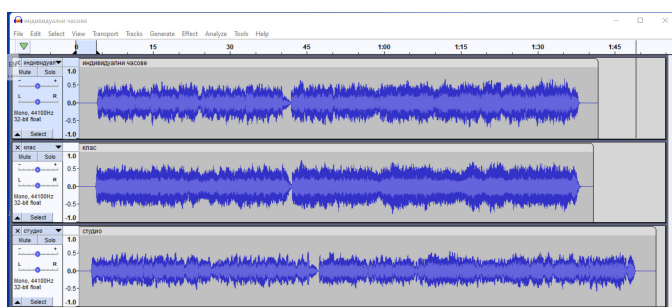 индивидуални часове
File Edit Select View Transport Tracks Generate Effect Analyze Tools Help
0 15 30 45 1:00 1:15 1:30 1:45
индивидуал индивидуални часове
Mute Solo 1.0
- + 0.5
L R 0.0
Mono, 44100Hz -0.5
32-bit float
Select -1.0
клас клас
Mute Solo 1.0
- + 0.5
L R 0.0
Mono, 44100Hz -0.5
32-bit float
Select -1.0
студио студио
Mute Solo 1.0
- + 0.5
L R 0.0
Mono, 44100Hz -0.5
32-bit float
Select -1.0